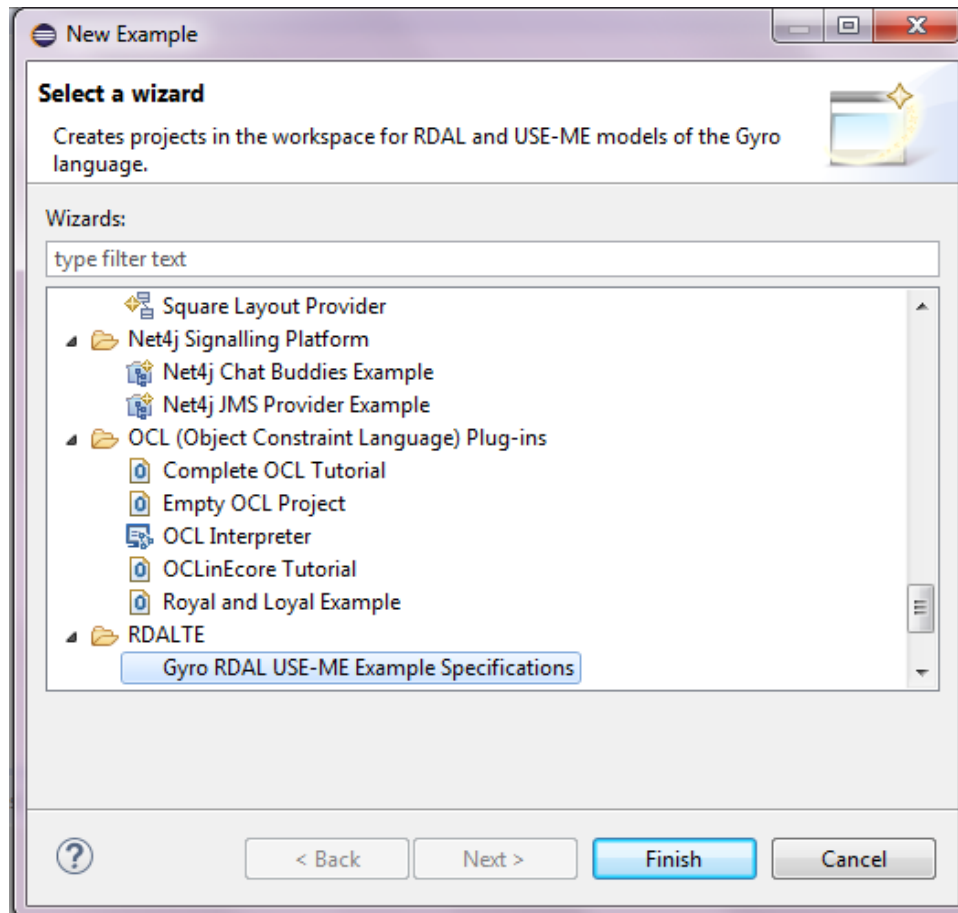 New Example
Select a wizard
Creates projects in the workspace for RDAL and USE-ME models of the Gyro
language.
Wizards:
type filter text
Square Layout Provider
Net4j Signalling Platform
Net4j Chat Buddies Example
Net4j JMS Provider Example
OCL (Object Constraint Language) Plug-ins
Complete OCL Tutorial
Empty OCL Project
OCL Interpreter
OCLinEcore Tutorial
Royal and Loyal Example
RDALTE
Gyro RDAL USE-ME Example Specifications
< Back Next > Finish Cancel